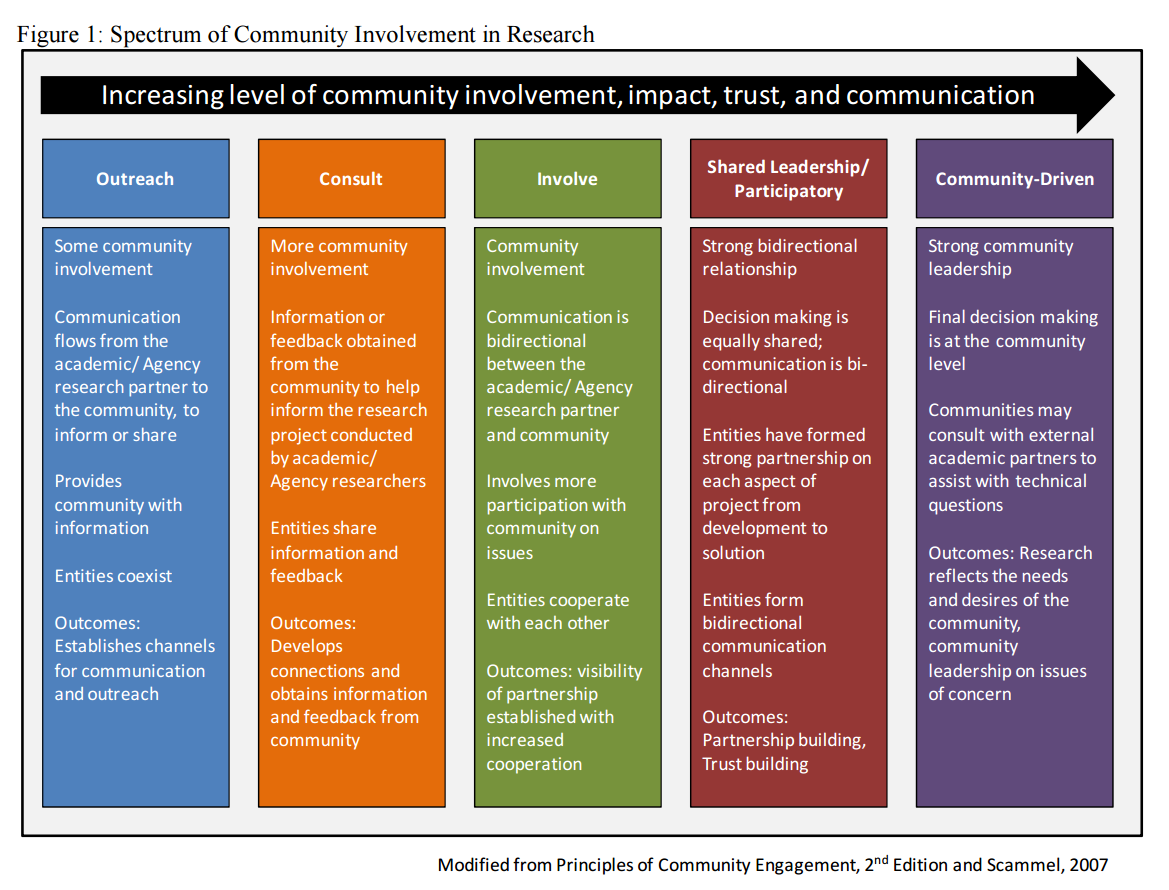 Figure 1: Spectrum of Community Involvement in Research
Increasing level of community involvement, impact, trust, and communication
Outreach
Some community
involvement
Communication
flows from the
academic/ Agency
research partner to
the community, to
inform or share
Provides
community with
information
Entities coexist
Outcomes:
Establishes channels
for communication
and outreach
Consult
More community
involvement
Information or
feedback obtained
from the
community to help
inform the research
project conducted
by academic/
Agency researchers
Entities share
information and
feedback
Outcomes:
Develops
connections and
obtains information
and feedback from
community
Involve
Community
involvement
Communication is
bidirectional
between the
academic/ Agency
research partner
and community
Involves more
participation with
community on
issues
Entities cooperate
with each other
Outcomes: visibility
of partnership
established with
increased
cooperation
Shared Leadership/
Participatory
Strong bidirectional
relationship
Decision making is
equally shared;
communication is bi-
directional
Entities have formed
strong partnership on
each aspect of
project from
development to
solution
Entities form
bidirectional
communication
channels
Outcomes:
Partnership building,
Trust building
Community-Driven
Strong community
leadership
Final decision making
is at the community
level
Communities may
consult with external
academic partners to
assist with technical
questions
Outcomes: Research
reflects the needs
and desires of the
community,
community
leadership on issues
of concern
Modified from Principles of Community Engagement, 2nd Edition and Scammel, 2007